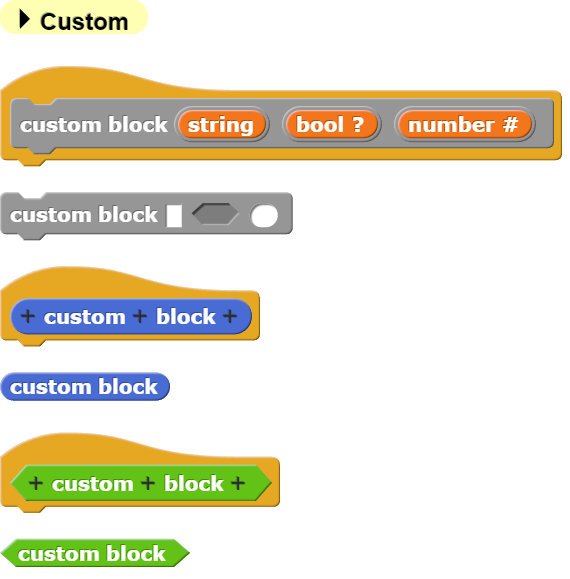 Custom
custom block string bool ? number #
custom block
+ custom + block +
custom block
+ custom + block +
custom block